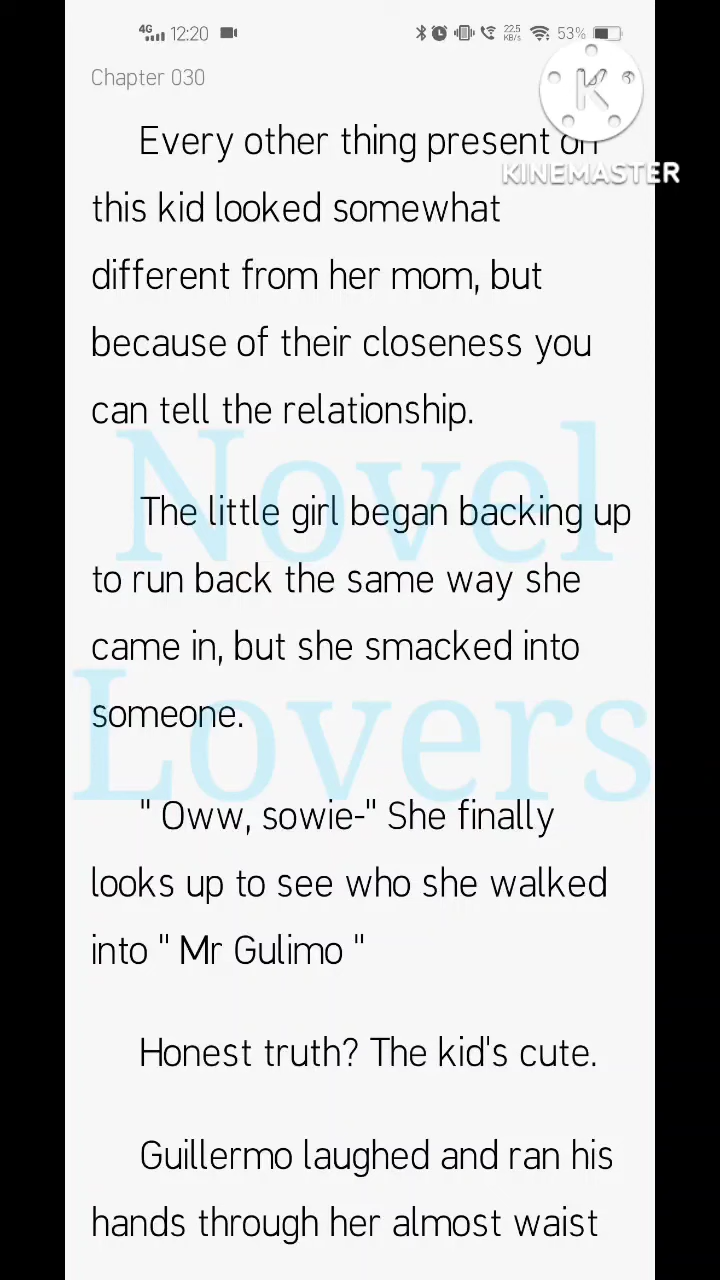 4G 12:20 22.5 KB/s 53%
Chapter 030
K
KINEMASTER
Every other thing present on
this kid looked somewhat
different from her mom, but
because of their closeness you
can tell the relationship.
Novel
The little girl began backing up
to run back the same way she
came in, but she smacked into
someone.
Lovers
" Oww, sowie-" She finally
looks up to see who she walked
into " Mr Gulimo "
Honest truth? The kid's cute.
Guillermo laughed and ran his
hands through her almost waist